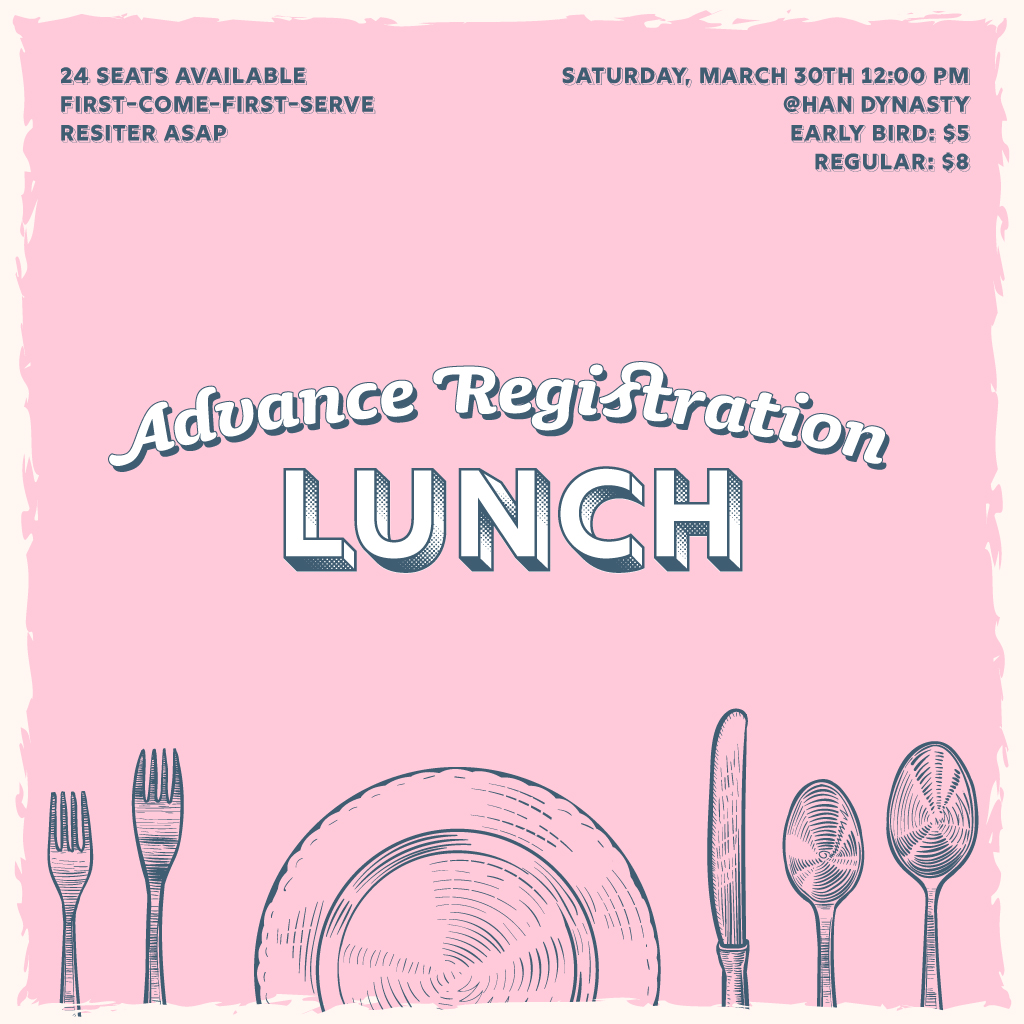 24 SEATS AVAILABLE
FIRST-COME-FIRST-SERVE
RESITER ASAP
SATURDAY, MARCH 30TH 12:00 PM
@HAN DYNASTY
EARLY BIRD: $5
REGULAR: $8
Advance Registration
LUNCH